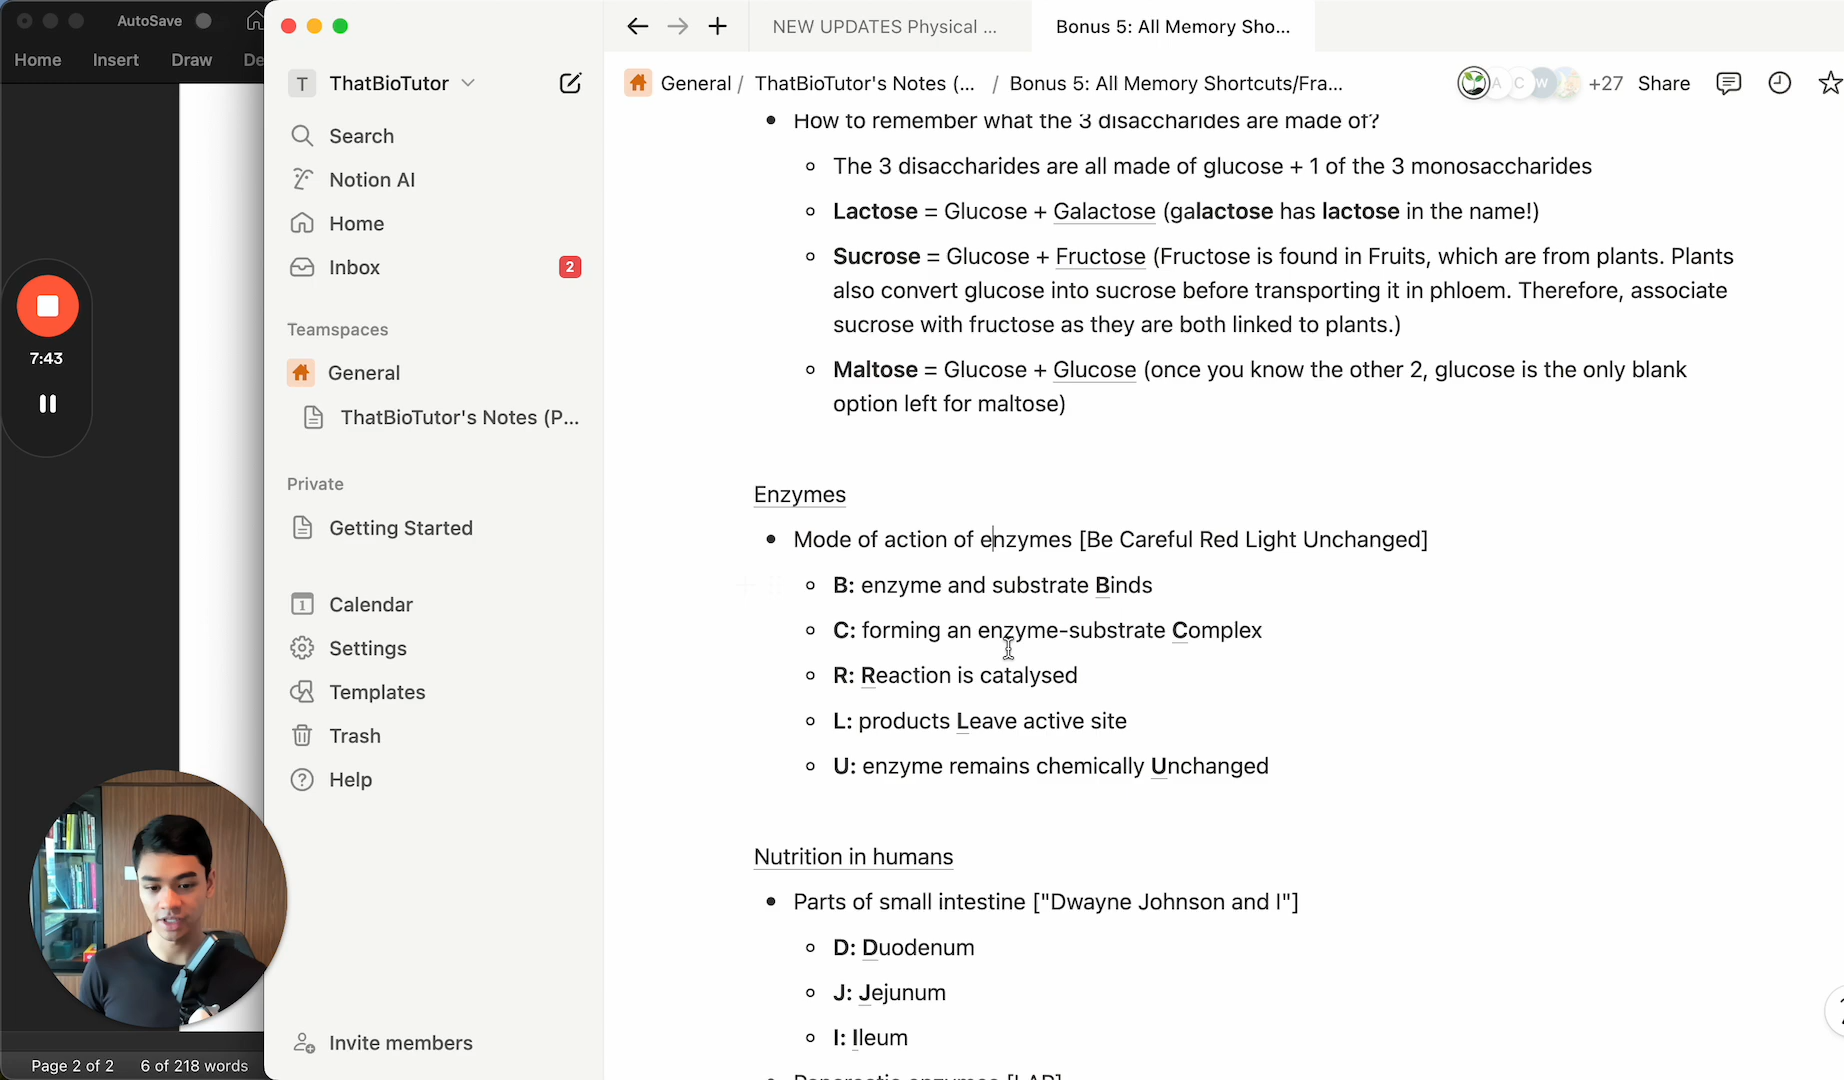 AutoSave
Home Insert Draw De
7:43
Page 2 of 2 6 of 218 words
T ThatBioTutor
Search
Notion AI
Home
Inbox 2
Teamspaces
General
ThatBioTutor's Notes (P...
Private
Getting Started
1 Calendar
Settings
Templates
Trash
? Help
Invite members
NEW UPDATES Physical ... Bonus 5: All Memory Sho...
General / ThatBioTutor's Notes (... / Bonus 5: All Memory Shortcuts/Fra... A C W +27 Share
How to remember what the 3 disaccharides are made of?
The 3 disaccharides are all made of glucose + 1 of the 3 monosaccharides
Lactose = Glucose + Galactose (galactose has lactose in the name!)
Sucrose = Glucose + Fructose (Fructose is found in Fruits, which are from plants. Plants
also convert glucose into sucrose before transporting it in phloem. Therefore, associate
sucrose with fructose as they are both linked to plants.)
Maltose = Glucose + Glucose (once you know the other 2, glucose is the only blank
option left for maltose)
Enzymes
Mode of action of enzymes [Be Careful Red Light Unchanged]
B: enzyme and substrate Binds
C: forming an enzyme-substrate Complex
R: Reaction is catalysed
L: products Leave active site
U: enzyme remains chemically Unchanged
Nutrition in humans
Parts of small intestine ["Dwayne Johnson and I"]
D: Duodenum
J: Jejunum
I: Ileum
Pancreatic enzymes [LAP]